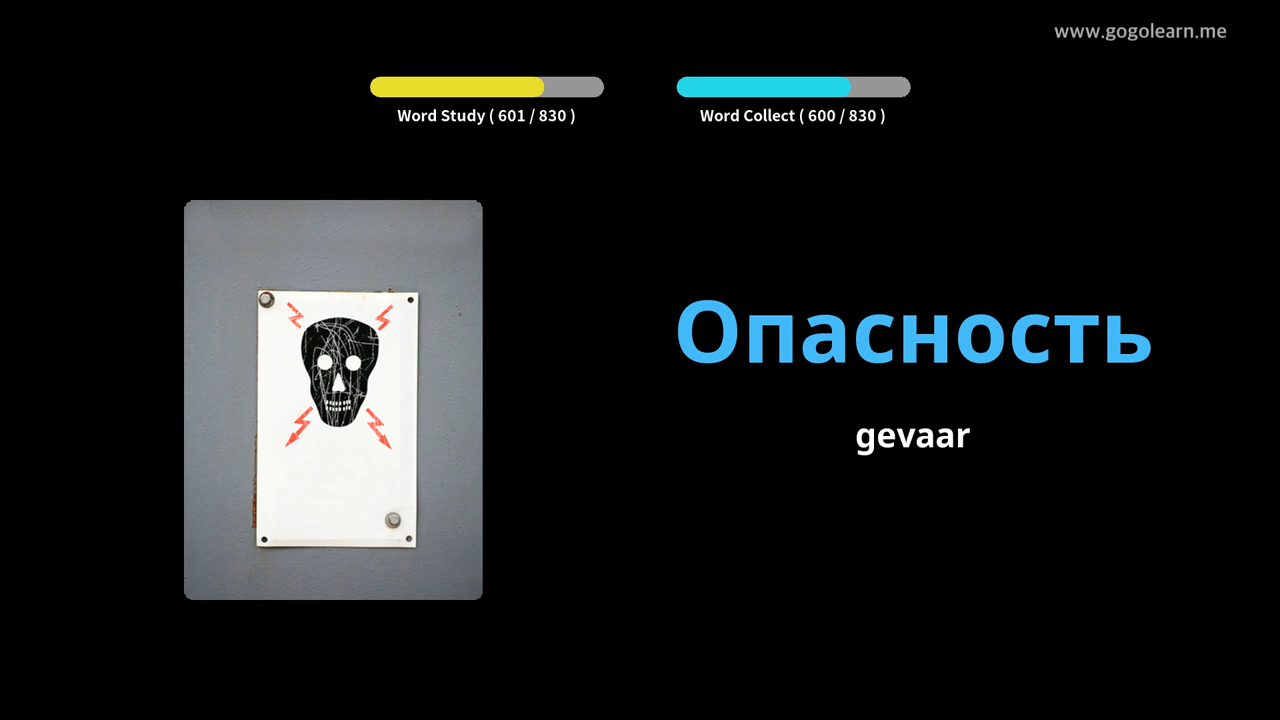 www.gogolearn.me
Word Study ( 601 / 830 )
Word Collect ( 600 / 830 )
Опасность
gevaar